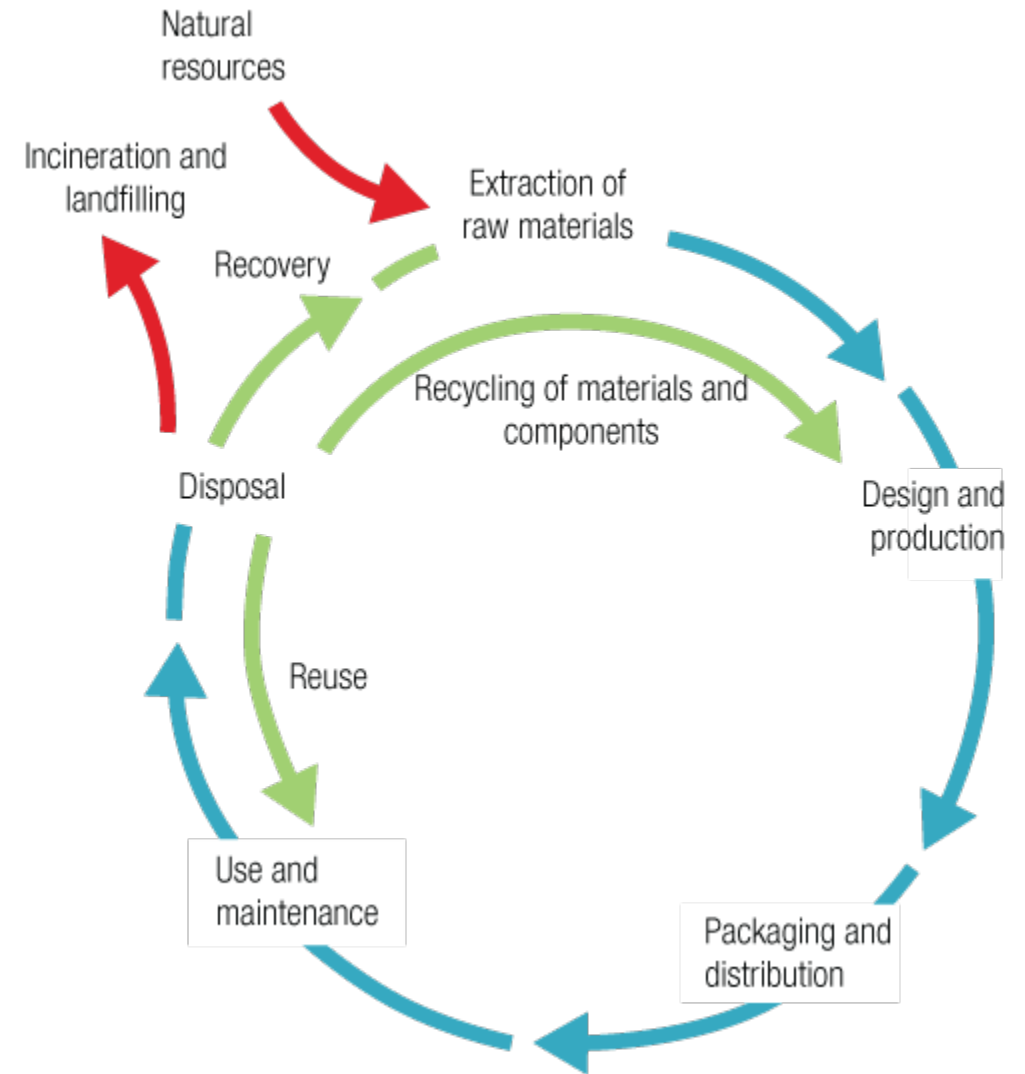 Natural
resources
Incineration and
landfilling
Extraction of
raw materials
Recovery
Recycling of materials and
components
Disposal
Design and
production
Reuse
Use and
maintenance
Packaging and
distribution